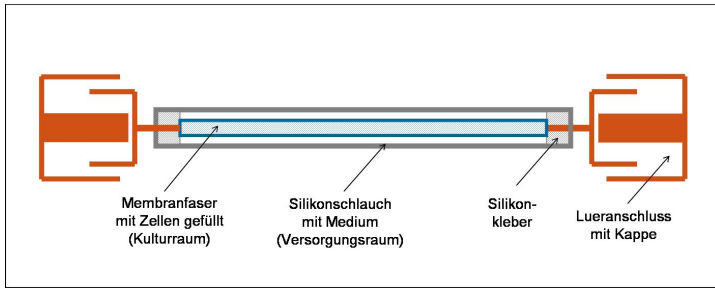 Membranfaser
mit Zellen gefüllt
(Kulturraum)
Silikonschlauch
mit Medium
(Versorgungsraum)
Silikon-
kleber
Lueranschluss
mit Kappe